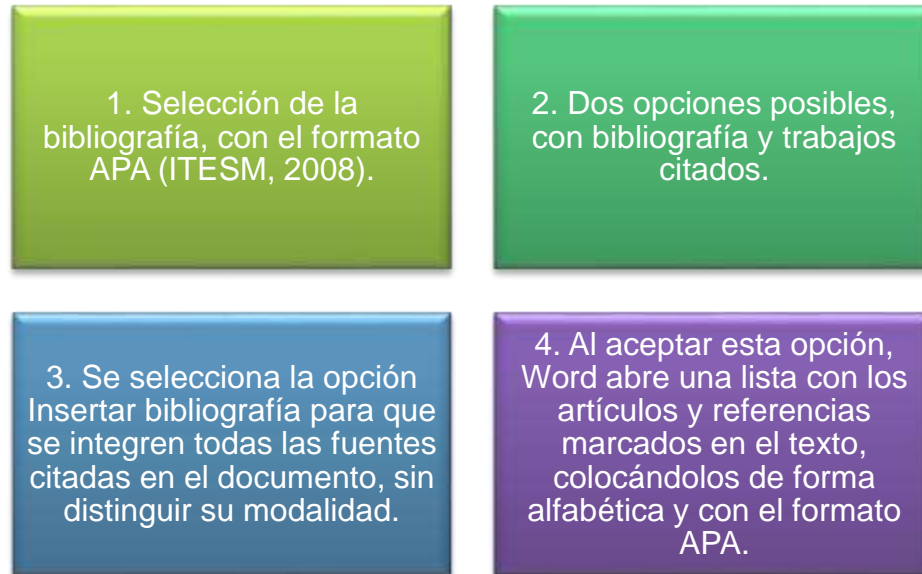 1. Selección de la
bibliografía, con el formato
APA (ITESM, 2008).
2. Dos opciones posibles,
con bibliografía y trabajos
citados.
3. Se selecciona la opción
Insertar bibliografía para que
se integren todas las fuentes
citadas en el documento, sin
distinguir su modalidad.
4. Al aceptar esta opción,
Word abre una lista con los
artículos y referencias
marcados en el texto,
colocándolos de forma
alfabética y con el formato
APA.